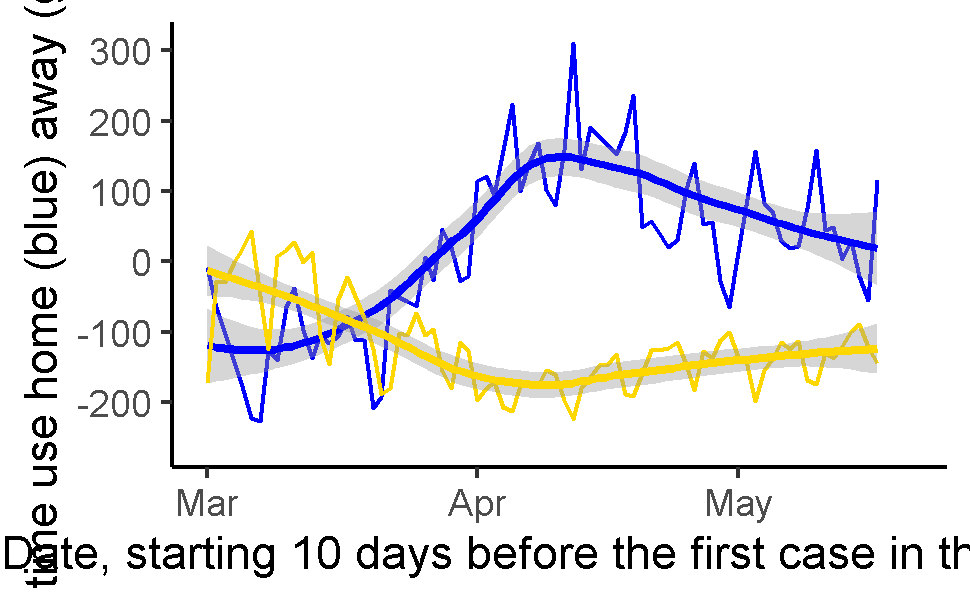 time use home (blue) away (
300
200
100
0
-100
-200
Mar Apr May
Date, starting 10 days before the first case in th